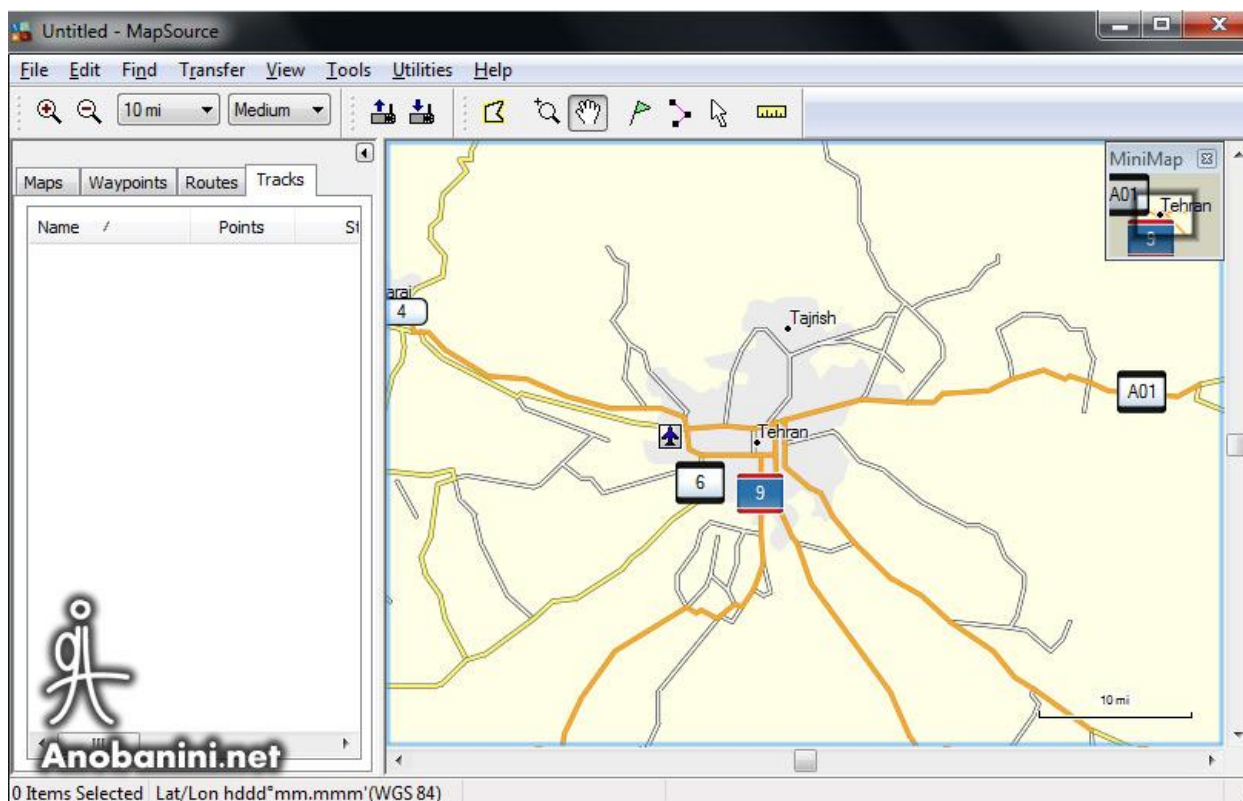 Untitled - MapSource
File Edit Find Transfer View Tools Utilities Help
10 mi Medium
MiniMap
A01
Tehran
9
Maps Waypoints Routes Tracks
Name / Points St
araj
4
Tajrish
A01
Tehran
6
9
10 mi
Anobanini.net
0 Items Selected Lat/Lon hddd°mm.mmm'(WGS 84)